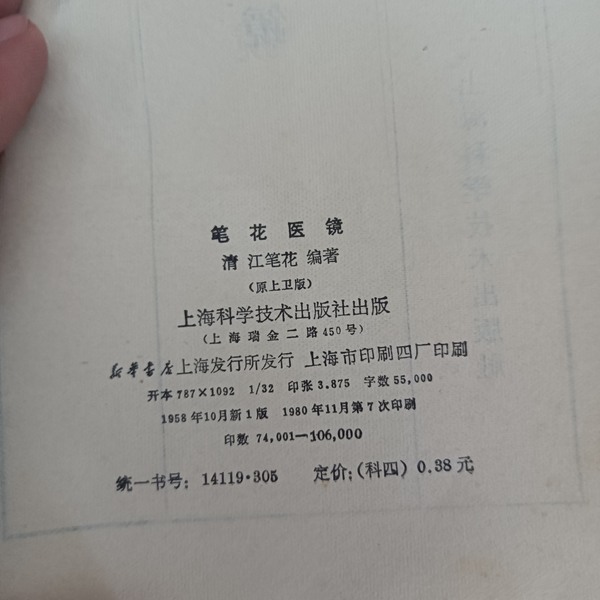 笔花医镜
清 江笔花 编著
(原上卫版)
上海科学技术出版社出版
(上海瑞金二路450号)
新华书店上海发行所发行 上海市印刷四厂印刷
开本 787×1092 1/32 印张 3.875 字数 55,000
1958年10月新1版 1980年11月第7次印刷
印数 74,001—106,000
统一书号：14119·305 定价：(科四) 0.38元